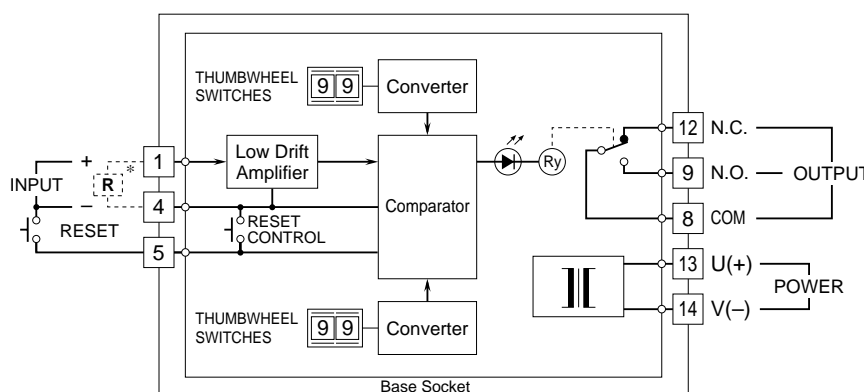 THUMBWHEEL
SWITCHES
9 9
Converter
12 N.C.
1
Low Drift
Amplifier
Ry
+
*
INPUT
R
9 N.O.
OUTPUT
−
4
Comparator
8 COM
RESET
RESET
CONTROL
5
13 U(+)
POWER
14 V(−)
THUMBWHEEL
SWITCHES
9 9
Converter
Base Socket